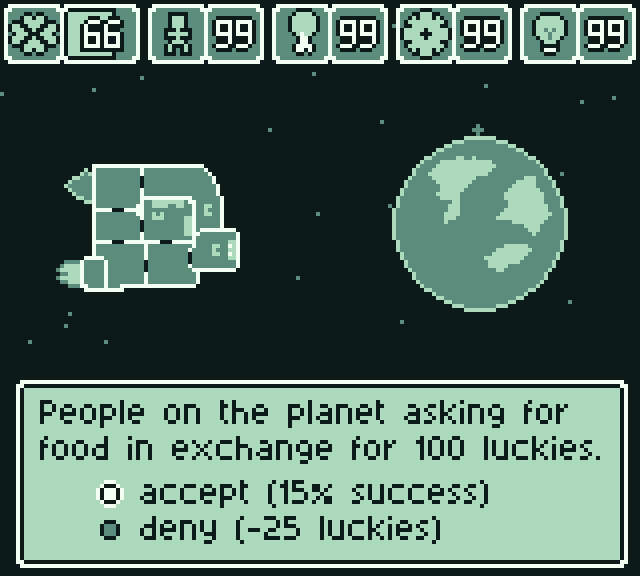 66 99 99 99 99
People on the planet asking for
food in exchange for 100 luckies.
accept (15% success)
deny (-25 luckies)